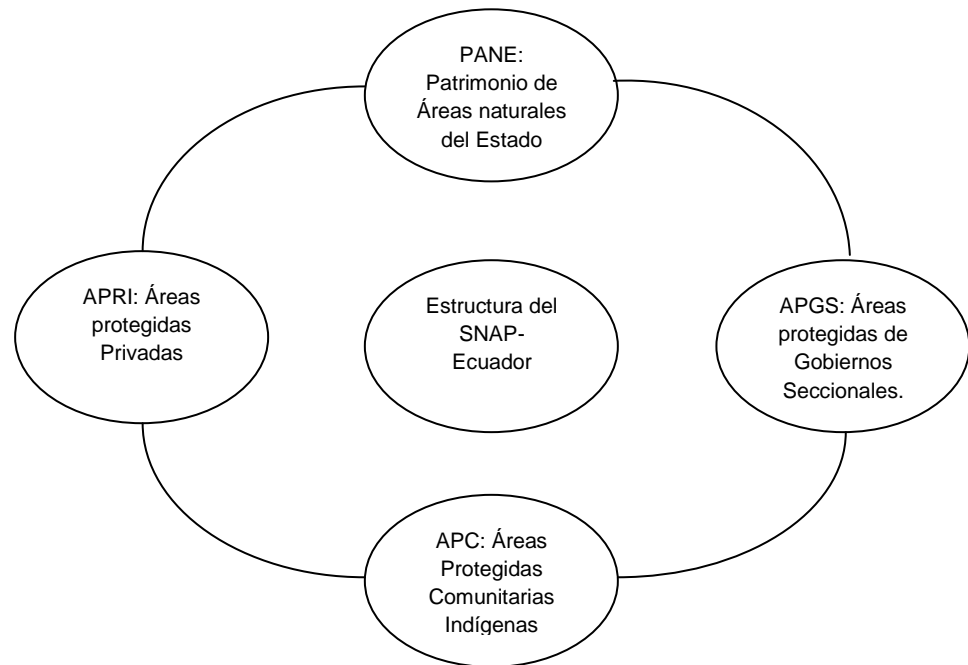 PANE:
Patrimonio de
Áreas naturales
del Estado
APRI: Áreas
protegidas
Privadas
Estructura del
SNAP-
Ecuador
APGS: Áreas
protegidas de
Gobiernos
Seccionales.
APC: Áreas
Protegidas
Comunitarias
Indígenas